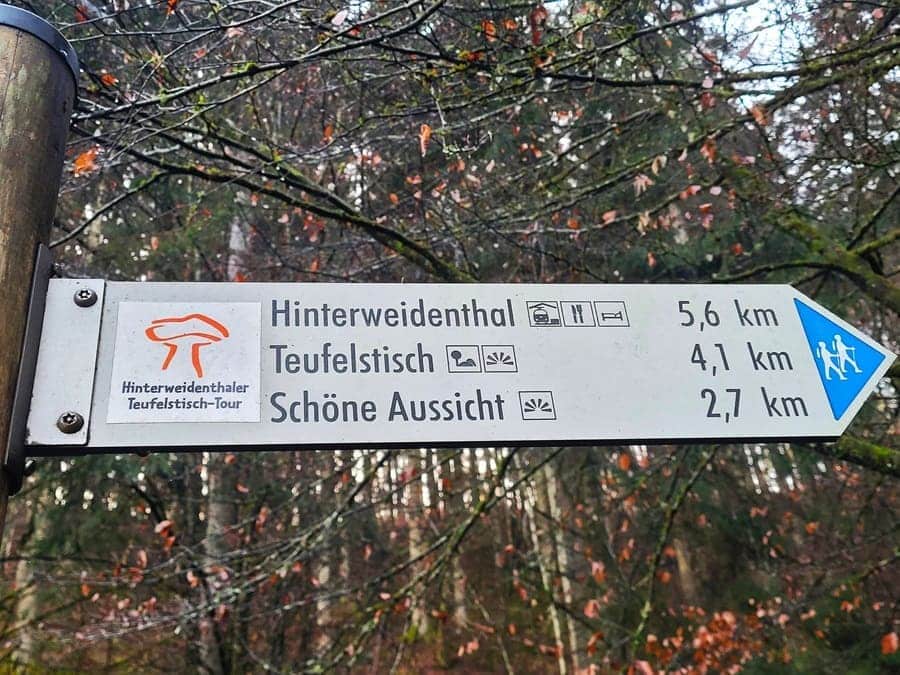 Hinterweidenthal 5,6 km
Teufelstisch 4,1 km
Schöne Aussicht 2,7 km
Hinterweidenthaler
Teufelstisch-Tour